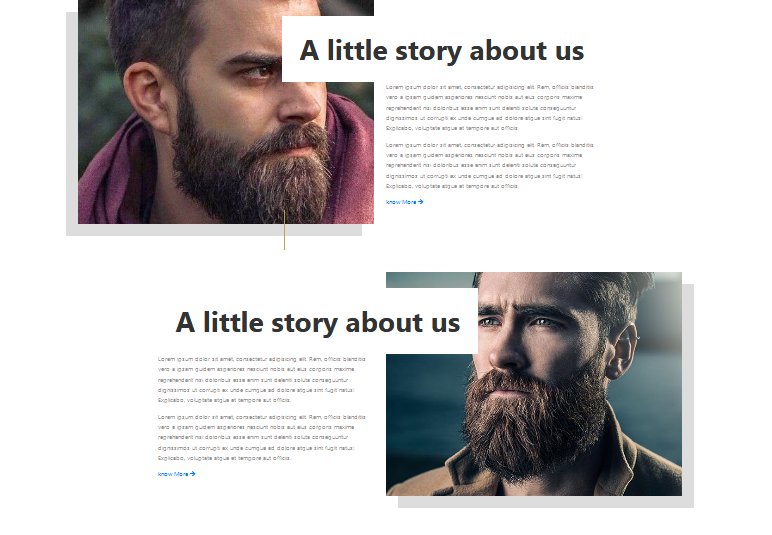 A little story about us
Lorem ipsum dolor sit amet, consectetur adipisicing elit. Rem, officiis blanditiis
vero a ipsam quidem asperiores nesciunt nobis aut eius corporis maxime
reprehenderit nisi doloribus esse enim sunt deleniti soluta consequuntur
dignissimos ut corrupti ex unde cumque ad dolore atque sint fugit natus!
Explicabo, voluptate atque et tempore aut officiis.
Lorem ipsum dolor sit amet, consectetur adipisicing elit. Rem, officiis blanditiis
vero a ipsam quidem asperiores nesciunt nobis aut eius corporis maxime
reprehenderit nisi doloribus esse enim sunt deleniti soluta consequuntur
dignissimos ut corrupti ex unde cumque ad dolore atque sint fugit natus!
Explicabo, voluptate atque et tempore aut officiis.
know More →
A little story about us
Lorem ipsum dolor sit amet, consectetur adipisicing elit. Rem, officiis blanditiis
vero a ipsam quidem asperiores nesciunt nobis aut eius corporis maxime
reprehenderit nisi doloribus esse enim sunt deleniti soluta consequuntur
dignissimos ut corrupti ex unde cumque ad dolore atque sint fugit natus!
Explicabo, voluptate atque et tempore aut officiis.
Lorem ipsum dolor sit amet, consectetur adipisicing elit. Rem, officiis blanditiis
vero a ipsam quidem asperiores nesciunt nobis aut eius corporis maxime
reprehenderit nisi doloribus esse enim sunt deleniti soluta consequuntur
dignissimos ut corrupti ex unde cumque ad dolore atque sint fugit natus!
Explicabo, voluptate atque et tempore aut officiis.
know More →